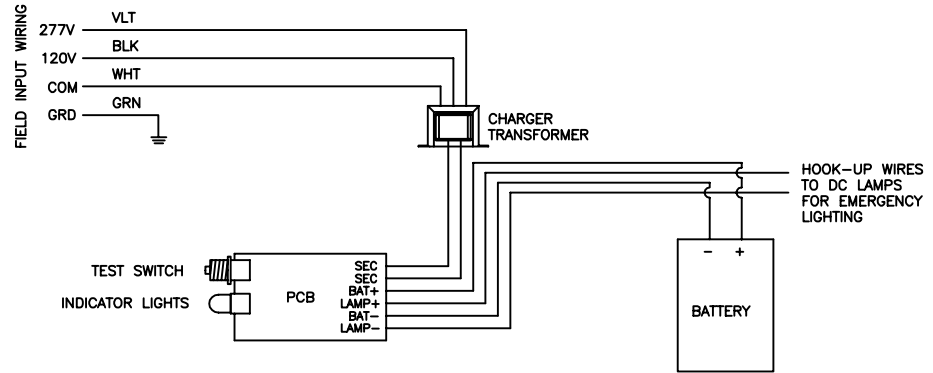 FIELD INPUT WIRING
277V
VLT
120V
BLK
COM
WHT
GRD
GRN
CHARGER
TRANSFORMER
HOOK-UP WIRES
TO DC LAMPS
FOR EMERGENCY
LIGHTING
TEST SWITCH
INDICATOR LIGHTS
PCB
SEC
SEC
BAT+
LAMP+
BAT-
LAMP-
- +
BATTERY